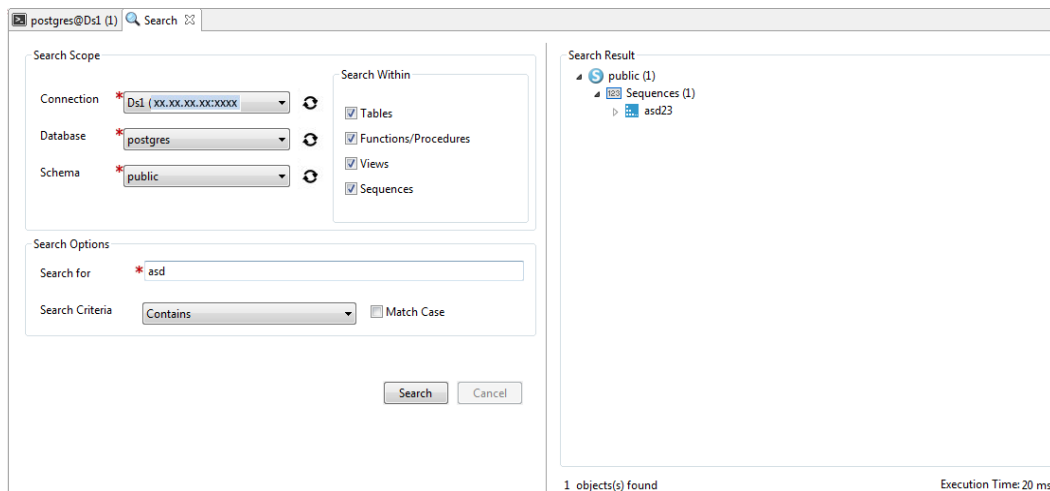 postgres@Ds1 (1) Search
Search Scope
Connection * Ds1 ( xx.xx.xx.xx:xxxx
Database * postgres
Schema * public
Search Within
Tables
Functions/Procedures
Views
Sequences
Search Options
Search for * asd
Search Criteria Contains Match Case
Search Cancel
Search Result
S public (1)
123 Sequences (1)
asd23
1 objects(s) found Execution Time: 20 ms